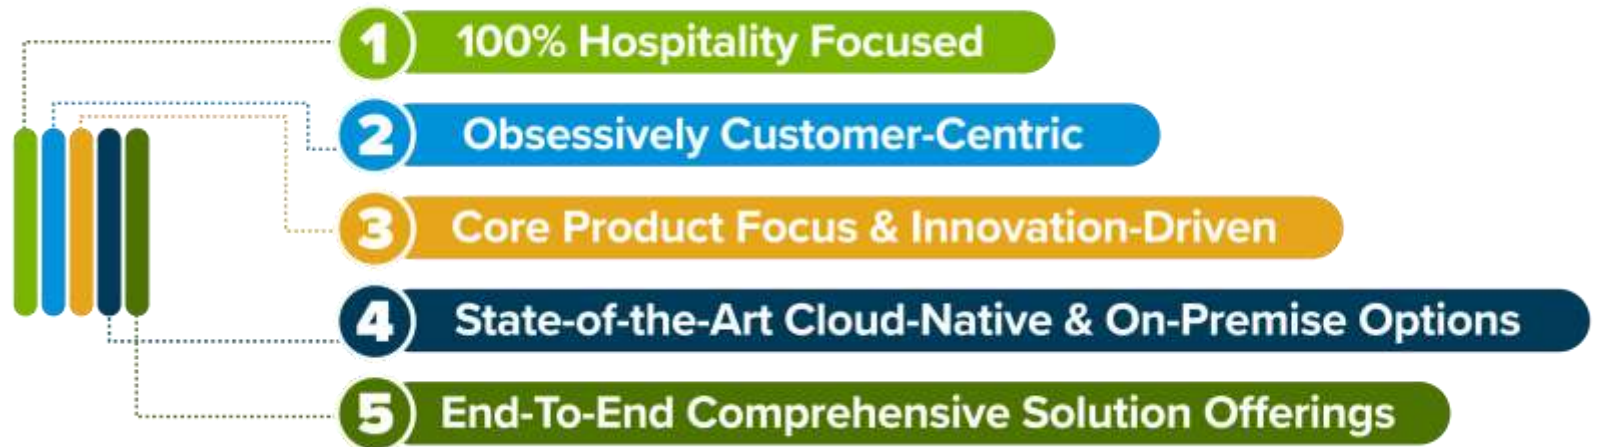 1 100% Hospitality Focused
2 Obsessively Customer-Centric
3 Core Product Focus & Innovation-Driven
4 State-of-the-Art Cloud-Native & On-Premise Options
5 End-To-End Comprehensive Solution Offerings